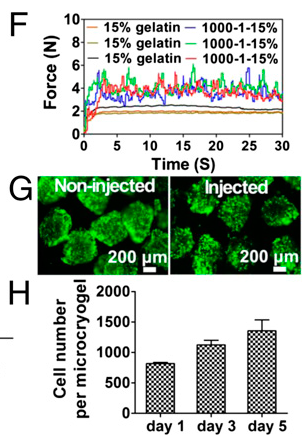 F
Force (N)
10
8
6
4
2
0
15% gelatin 1000-1-15%
15% gelatin 1000-1-15%
15% gelatin 1000-1-15%
0 5 10 15 20 25 30
Time (S)
G
Non-injected Injected
200 µm 200 µm
H
Cell number
per microcryogel
2000
1500
1000
500
0
day 1 day 3 day 5